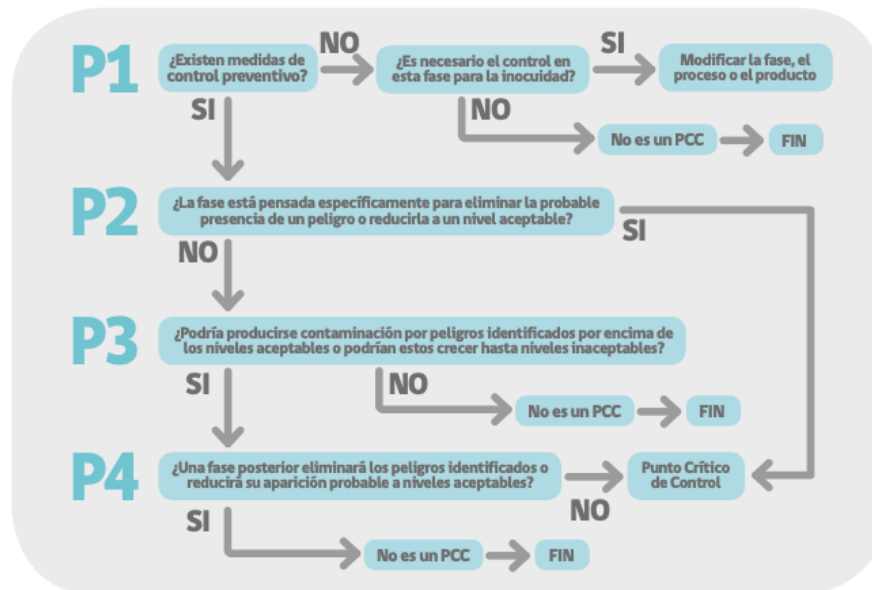 P1
¿Existen medidas de
control preventivo?
NO
¿Es necesario el control en
esta fase para la inocuidad?
SI
Modificar la fase, el
proceso o el producto
SI
NO
No es un PCC
FIN
P2
¿La fase está pensada específicamente para eliminar la probable
presencia de un peligro o reducirla a un nivel aceptable?
SI
NO
P3
¿Podría producirse contaminación por peligros identificados por encima de
los niveles aceptables o podrían estos crecer hasta niveles inaceptables?
SI
NO
No es un PCC
FIN
P4
¿Una fase posterior eliminará los peligros identificados o
reducirá su aparición probable a niveles aceptables?
NO
Punto Crítico
de Control
SI
No es un PCC
FIN